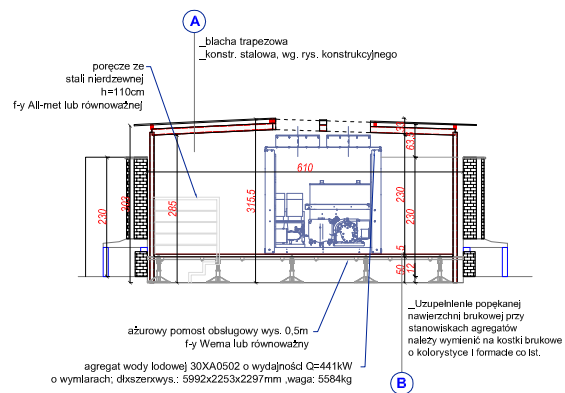 A
_blacha trapezowa
_konstr. stalowa, wg. rys. konstrukcyjnego
poręcze ze
stali nierdzewnej
h=110cm
f-y All-met lub równoważnej
610
230
302
285
315.5
63.5
230
230
5
50
12
_Uzupełnienie popękanej
nawierzchni brukowej przy
stanowiskach agregatów
należy wymienić na kostki brukowe
o kolorystyce i formacie co ist.
ażurowy pomost obsługowy wys. 0,5m
f-y Wema lub równoważny
agregat wody lodowej 30XA0502 o wydajności Q=441kW
o wymiarach; dłxszerxwys.: 5992x2253x2297mm ,waga: 5584kg
B